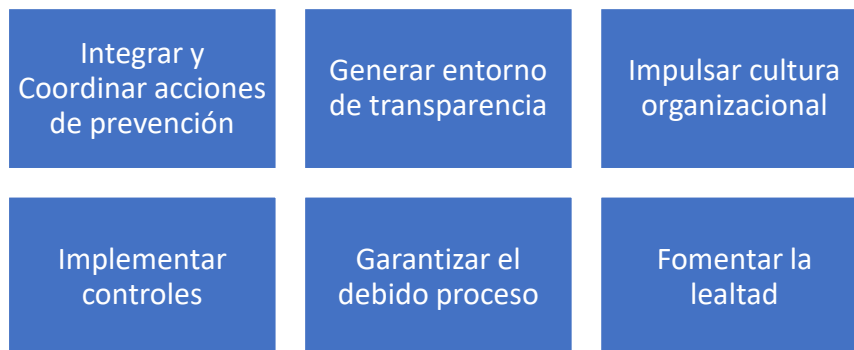 Integrar y
Coordinar acciones
de prevención
Generar entorno
de transparencia
Impulsar cultura
organizacional
Implementar
controles
Garantizar el
debido proceso
Fomentar la
lealtad